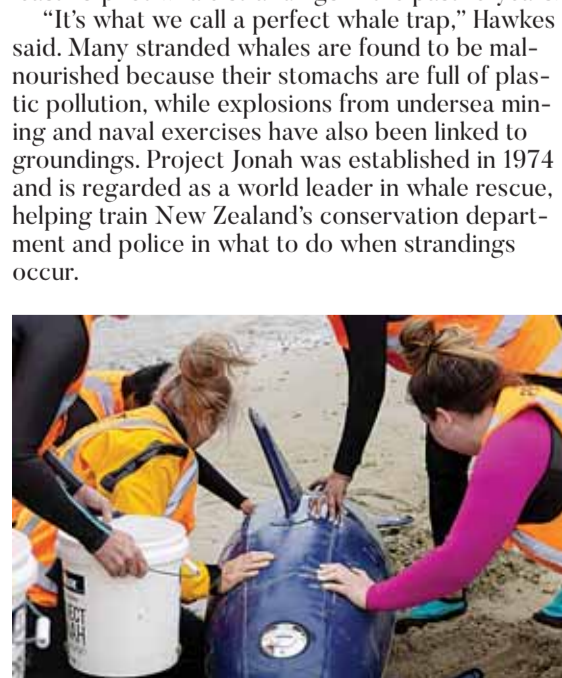 “It’s what we call a perfect whale trap,” Hawkes
said. Many stranded whales are found to be mal-
nourished because their stomachs are full of plas-
tic pollution, while explosions from undersea min-
ing and naval exercises have also been linked to
groundings. Project Jonah was established in 1974
and is regarded as a world leader in whale rescue,
helping train New Zealand’s conservation depart-
ment and police in what to do when strandings
occur.
ECT
AH